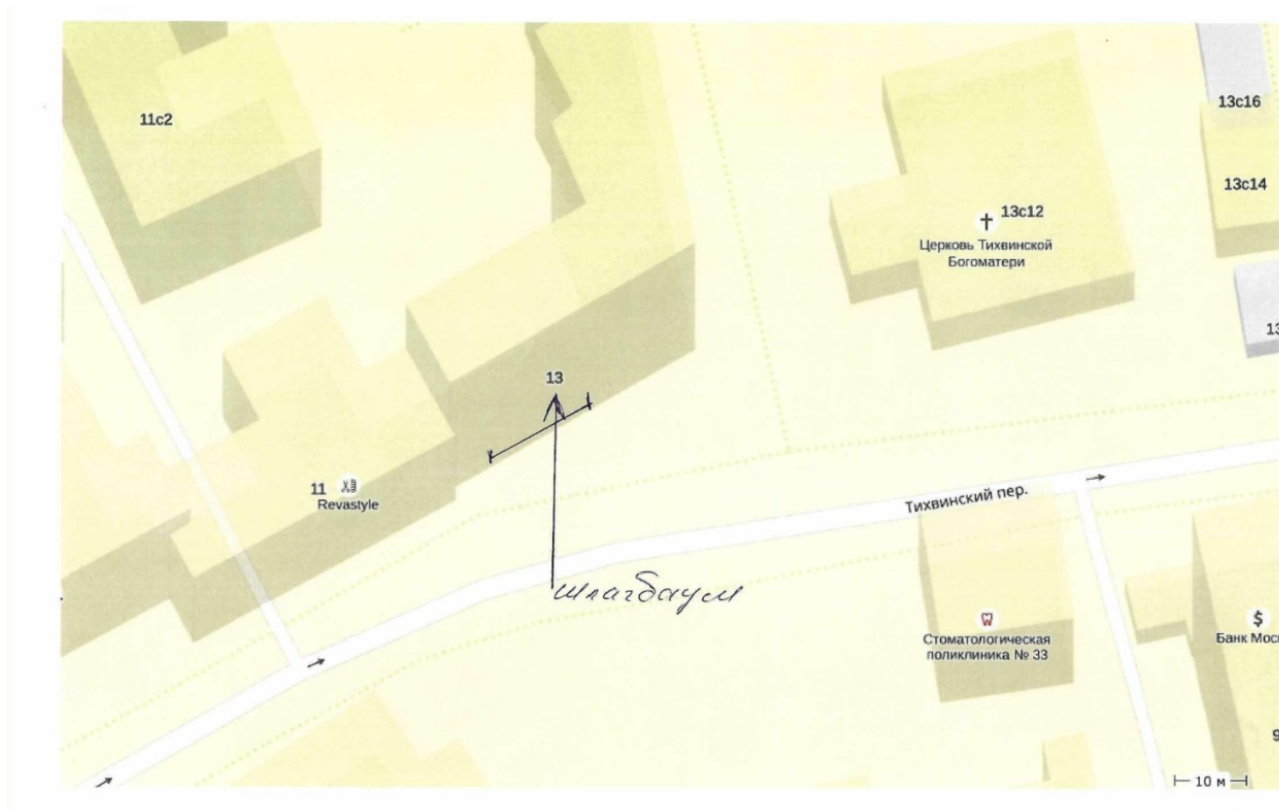 11с2
13с16
13с14
13с12
Церковь Тихвинской
Богоматери
13
11
Revastyle
Тихвинский пер.
шлагбаум
Стоматологическая
поликлиника № 33
$
Банк Мос
10 м